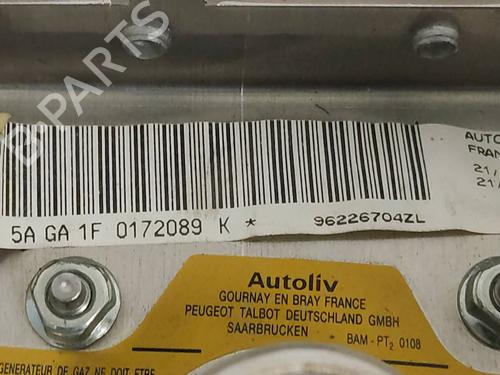 AUTO
FRAN
21
21
5A GA 1F 0172089 K *
96226704ZL
Autoliv
GOURNAY EN BRAY FRANCE
PEUGEOT TALBOT DEUTSCHLAND GMBH
SAARBRUCKEN
BAM - PT2 0108
GENERATEUR DE GAZ NE DOIT ETRE
B-PARTS